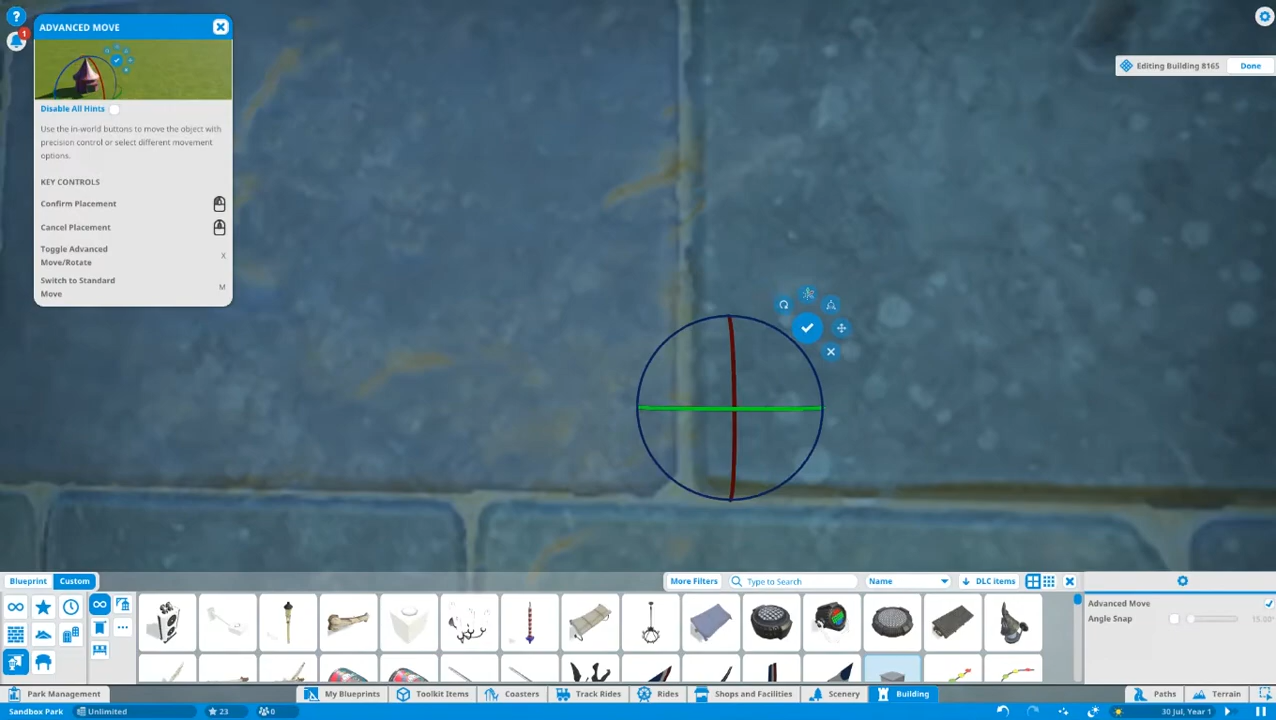 ?
ADVANCED MOVE
1
Disable All Hints
Use the in-world buttons to move the object with
precision control or select different movement
options.
KEY CONTROLS
Confirm Placement
Cancel Placement
Toggle Advanced
Move/Rotate X
Switch to Standard
Move M
Editing Building 8165 Done
Blueprint Custom More Filters Type to Search Name DLC items
Advanced Move
Angle Snap 15.00°
Park Management My Blueprints Toolkit Items Coasters Track Rides Rides Shops and Facilities Scenery Building Paths Terrain
Sandbox Park Unlimited 23 0 30 Jul, Year 1